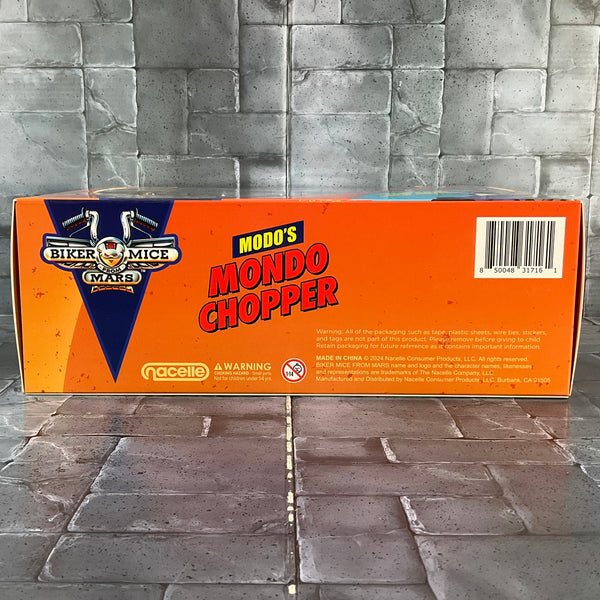 BIKER MICE
FROM
MARS
MODO'S
MONDO
CHOPPER
8 50048 31716 1
Warning: All of the packaging such as tape, plastic sheets, wire ties, stickers,
and tags are not part of this product. Please remove before giving to child.
Retain packaging for future reference as it contains important information.
nacelle
WARNING
CHOKING HAZARD - Small parts
Not for children under 14 yrs.
MADE IN CHINA © 2024 Nacelle Consumer Products, LLC. All rights reserved.
BIKER MICE FROM MARS name and logo and the character names, likenesses
and representations are trademarks of The Nacelle Company, LLC.
Manufactured and Distributed by Nacelle Consumer Products LLC. Burbank, CA 91505